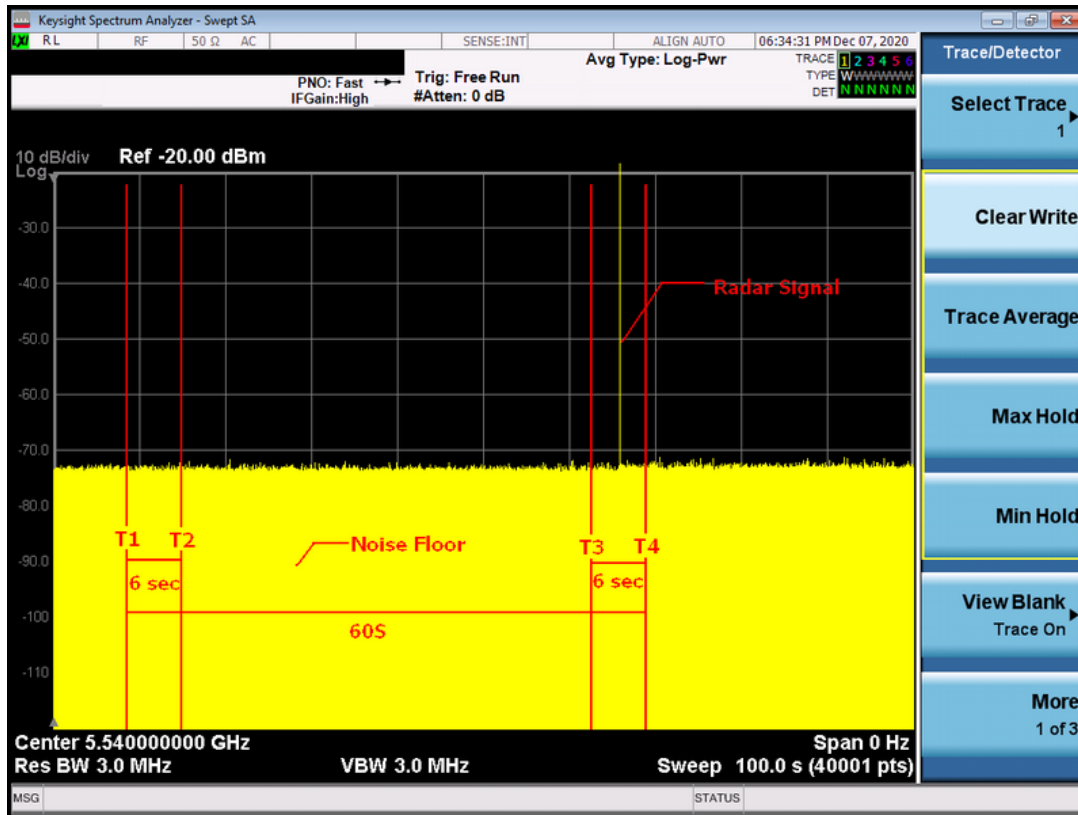 Keysight Spectrum Analyzer - Swept SA
LXI RL RF 50 Ω AC SENSE:INT ALIGN AUTO 06:34:31 PM Dec 07, 2020
Avg Type: Log-Pwr TRACE 1 2 3 4 5 6
PNO: Fast Trig: Free Run TYPE WWWWWW
IFGain:High #Atten: 0 dB DET N N N N N N
10 dB/div Ref -20.00 dBm
Log
-30.0
-40.0
Radar Signal
-50.0
-60.0
-70.0
-80.0
T1 T2 Noise Floor T3 T4
-90.0
6 sec 6 sec
-100
60S
-110
Center 5.540000000 GHz Span 0 Hz
Res BW 3.0 MHz VBW 3.0 MHz Sweep 100.0 s (40001 pts)
MSG STATUS
Trace/Detector
Select Trace
1
Clear Write
Trace Average
Max Hold
Min Hold
View Blank
Trace On
More
1 of 3